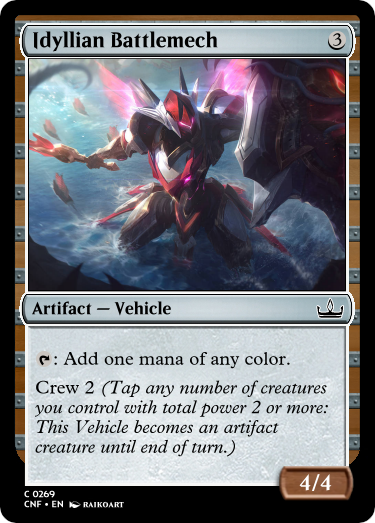 Idyllian Battlemech 3
Artifact — Vehicle
: Add one mana of any color.
Crew 2 (Tap any number of creatures
you control with total power 2 or more:
This Vehicle becomes an artifact
creature until end of turn.)
4/4
C 0269
CNF • EN RAIKOART